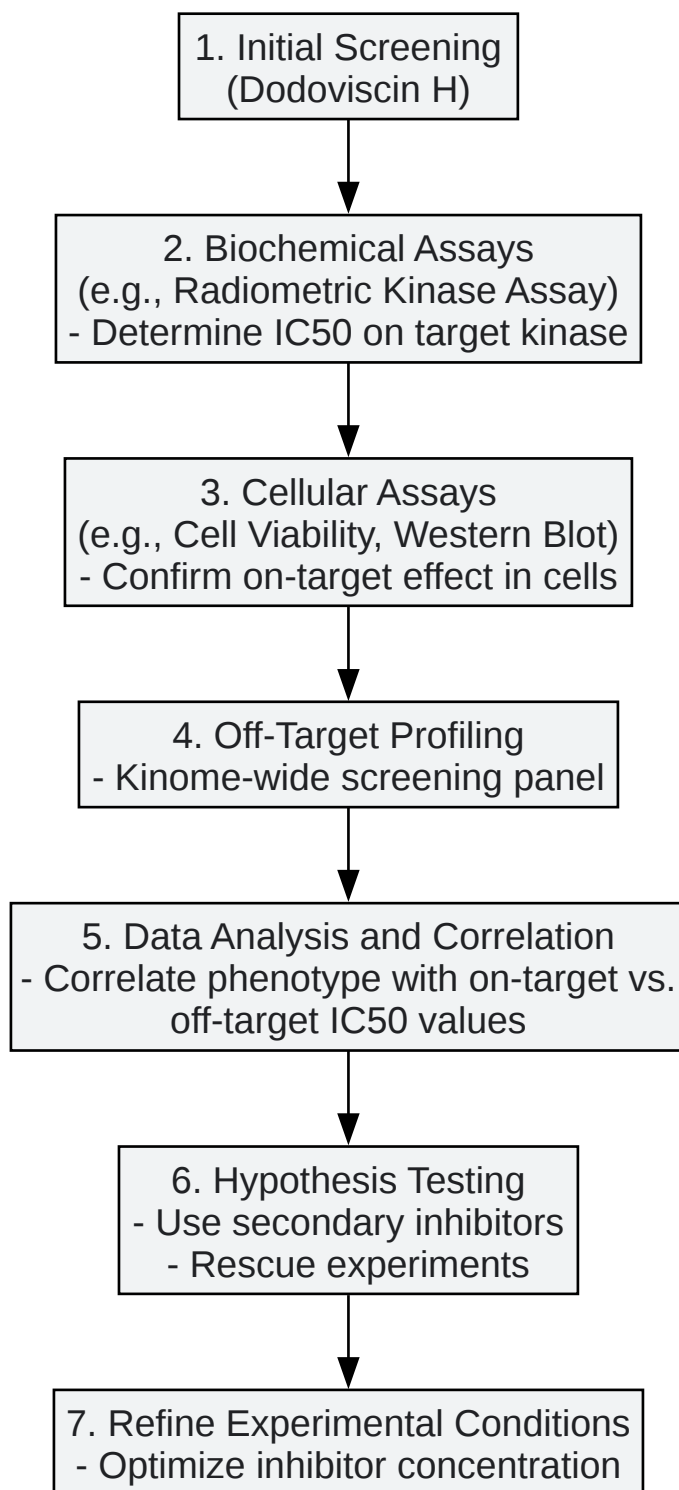 1. Initial Screening
(Dodoviscin H)
2. Biochemical Assays
(e.g., Radiometric Kinase Assay)
- Determine IC50 on target kinase
3. Cellular Assays
(e.g., Cell Viability, Western Blot)
- Confirm on-target effect in cells
4. Off-Target Profiling
- Kinome-wide screening panel
5. Data Analysis and Correlation
- Correlate phenotype with on-target vs.
off-target IC50 values
6. Hypothesis Testing
- Use secondary inhibitors
- Rescue experiments
7. Refine Experimental Conditions
- Optimize inhibitor concentration